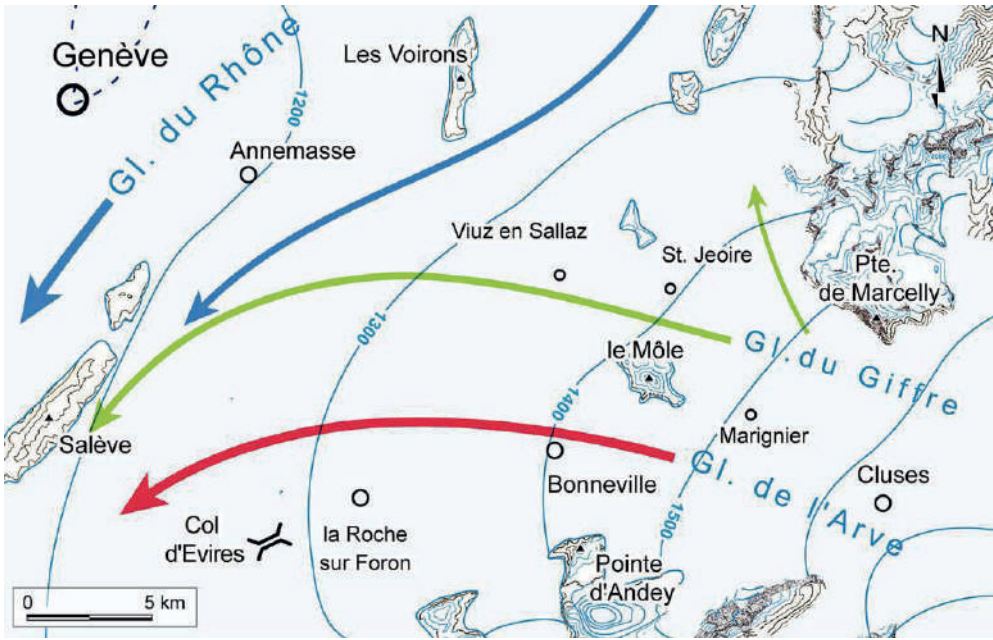 Genève
Gl. du Rhône
Les Voirons
N
1200
Annemasse
Viuz en Sallaz
St. Jeoire
Pte.
de Marcelly
1300
le Môle
Gl. du Giffre
1400
Salève
Marignier
Gl. de l'Arve
Cluses
Bonneville
1500
Col
d'Evires
la Roche
sur Foron
Pointe
d'Andey
0 5 km